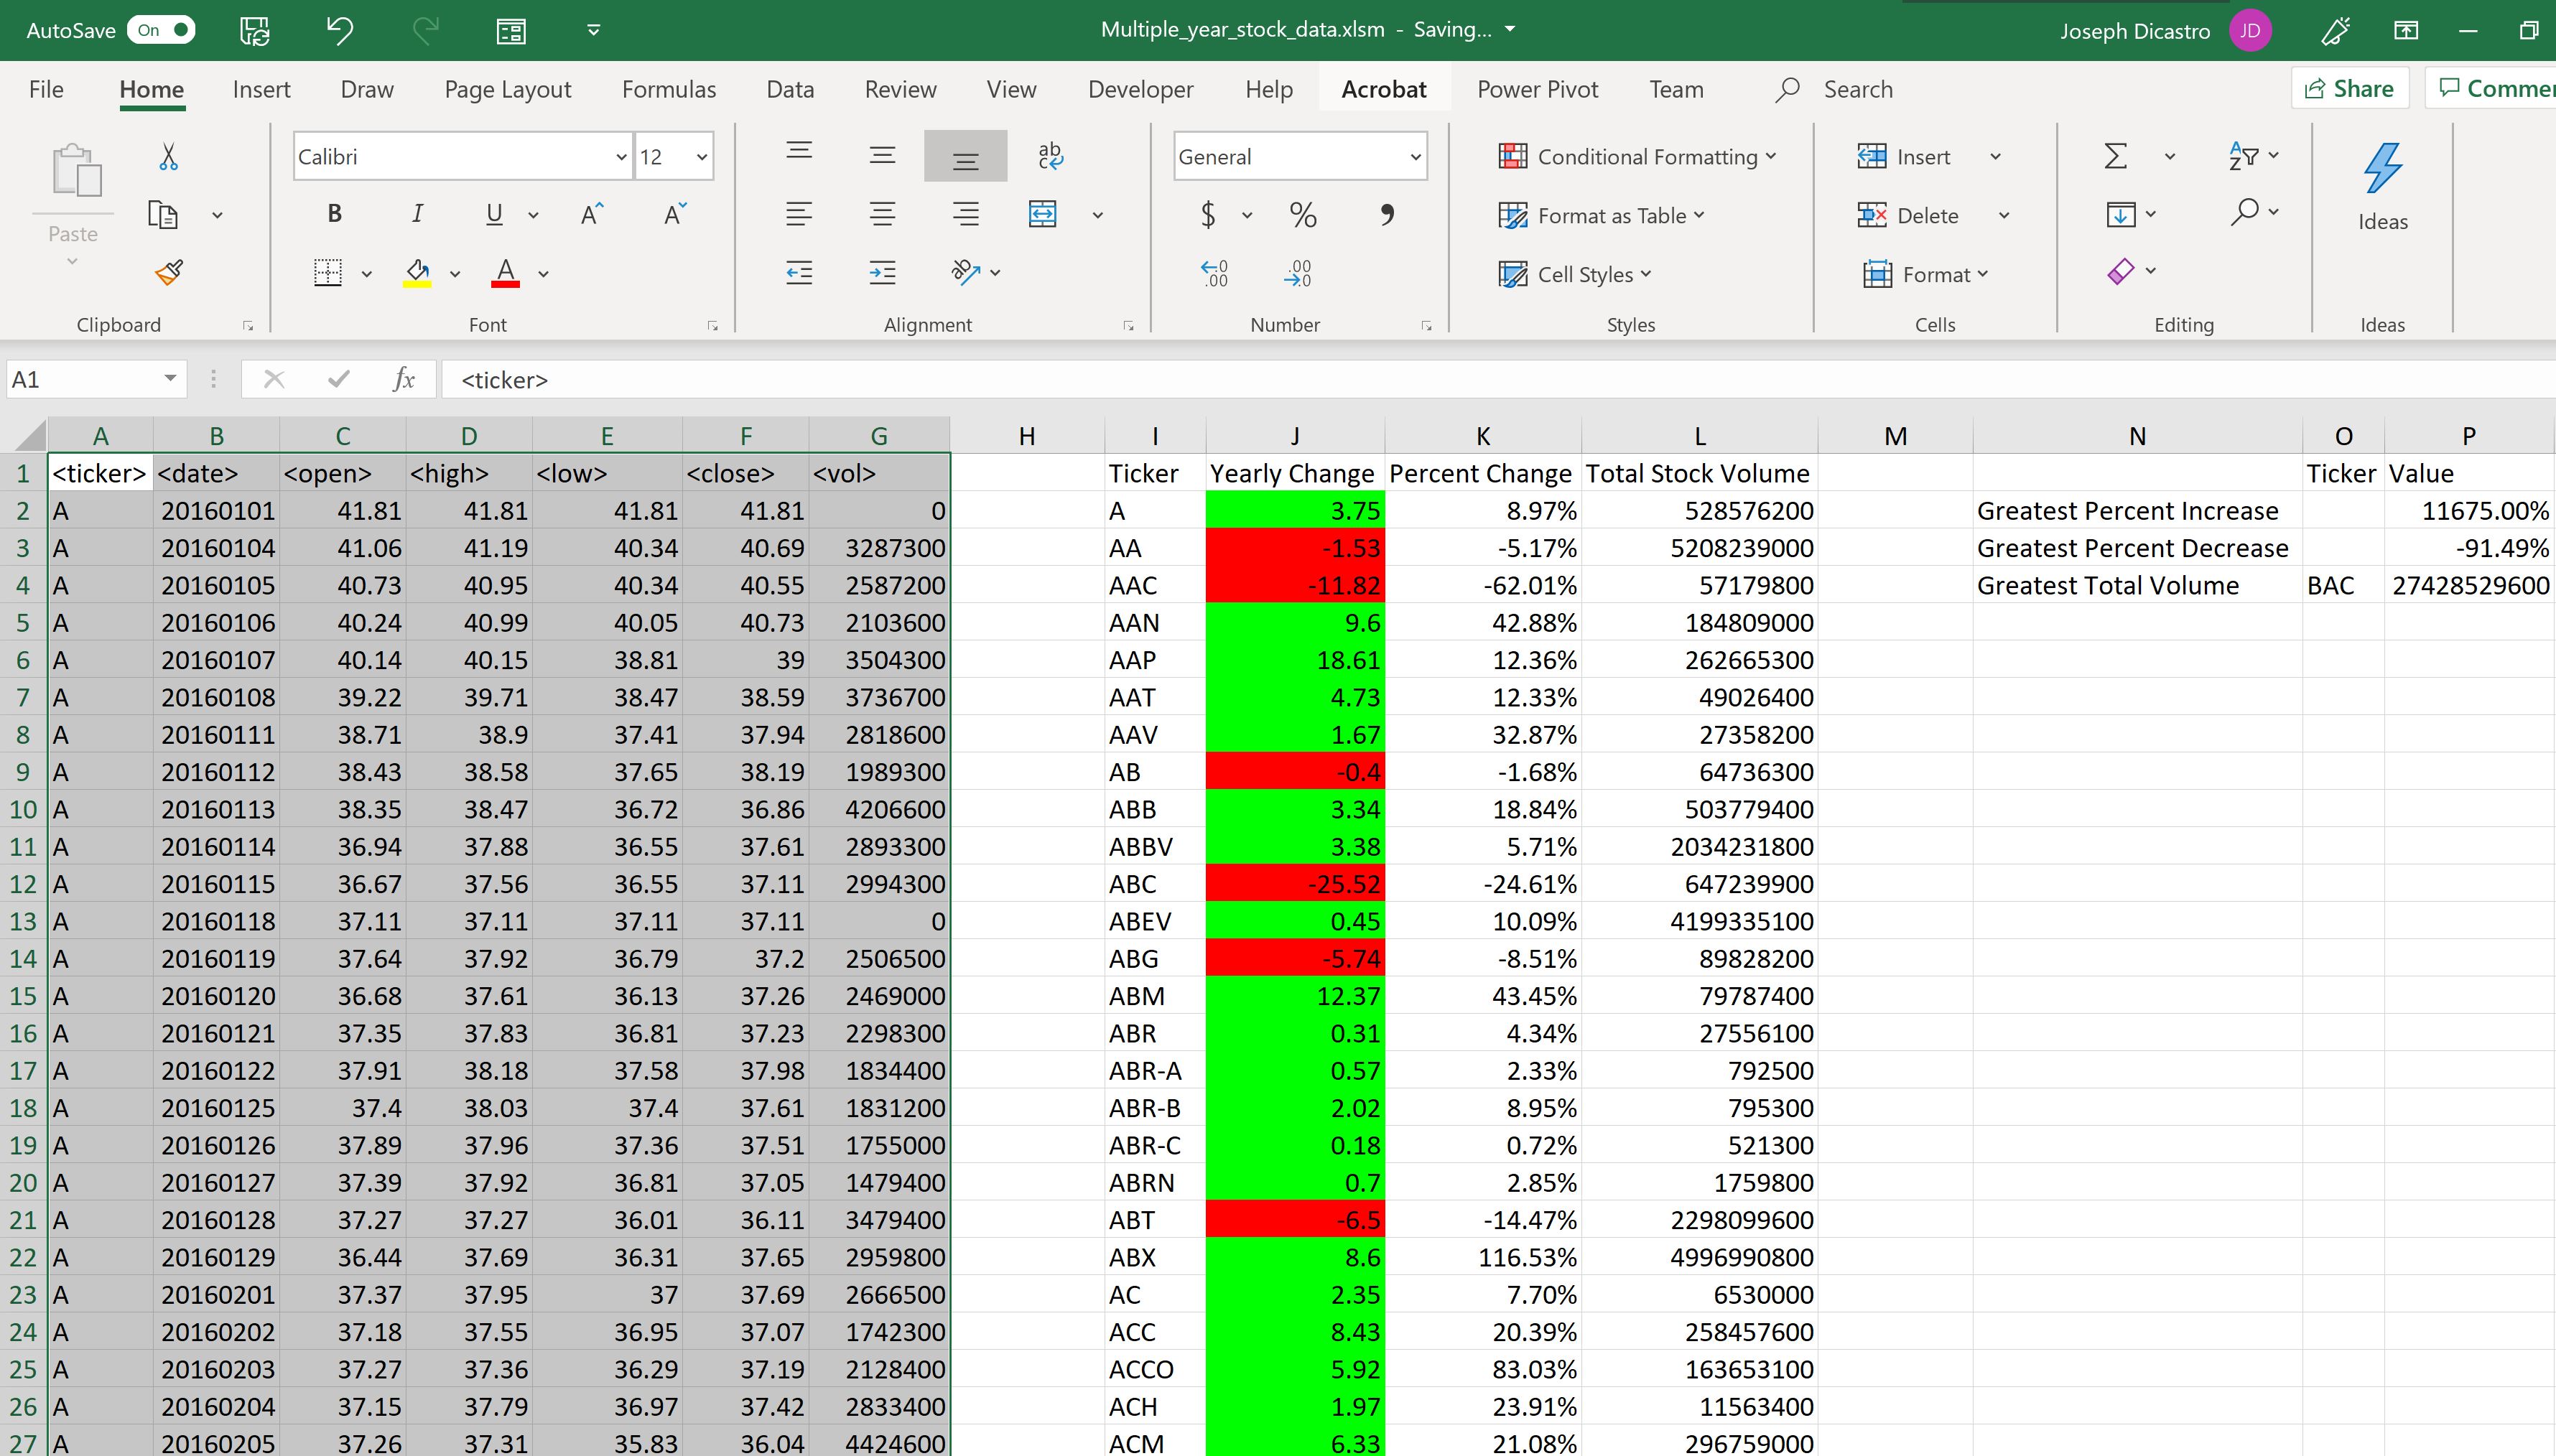 AutoSave On Multiple_year_stock_data.xlsm - Saving... Joseph Dicastro JD
File Home Insert Draw Page Layout Formulas Data Review View Developer Help Acrobat Power Pivot Team Search Share Commen
Paste Calibri 12 General Conditional Formatting Insert Ideas
B I U A A $ % , Format as Table Delete
A ab .00 .0 Cell Styles Format
Clipboard Font Alignment Number Styles Cells Editing Ideas
A1 fx <ticker>
A B C D E F G H I J K L M N O P
1 <ticker> <date> <open> <high> <low> <close> <vol> Ticker Yearly Change Percent Change Total Stock Volume Ticker Value
2 A 20160101 41.81 41.81 41.81 41.81 0 A 3.75 8.97% 528576200 Greatest Percent Increase 11675.00%
3 A 20160104 41.06 41.19 40.34 40.69 3287300 AA -1.53 -5.17% 5208239000 Greatest Percent Decrease -91.49%
4 A 20160105 40.73 40.95 40.34 40.55 2587200 AAC -11.82 -62.01% 57179800 Greatest Total Volume BAC 27428529600
5 A 20160106 40.24 40.99 40.05 40.73 2103600 AAN 9.6 42.88% 184809000
6 A 20160107 40.14 40.15 38.81 39 3504300 AAP 18.61 12.36% 262665300
7 A 20160108 39.22 39.71 38.47 38.59 3736700 AAT 4.73 12.33% 49026400
8 A 20160111 38.71 38.9 37.41 37.94 2818600 AAV 1.67 32.87% 27358200
9 A 20160112 38.43 38.58 37.65 38.19 1989300 AB -0.4 -1.68% 64736300
10 A 20160113 38.35 38.47 36.72 36.86 4206600 ABB 3.34 18.84% 503779400
11 A 20160114 36.94 37.88 36.55 37.61 2893300 ABBV 3.38 5.71% 2034231800
12 A 20160115 36.67 37.56 36.55 37.11 2994300 ABC -25.52 -24.61% 647239900
13 A 20160118 37.11 37.11 37.11 37.11 0 ABEV 0.45 10.09% 4199335100
14 A 20160119 37.64 37.92 36.79 37.2 2506500 ABG -5.74 -8.51% 89828200
15 A 20160120 36.68 37.61 36.13 37.26 2469000 ABM 12.37 43.45% 79787400
16 A 20160121 37.35 37.83 36.81 37.23 2298300 ABR 0.31 4.34% 27556100
17 A 20160122 37.91 38.18 37.58 37.98 1834400 ABR-A 0.57 2.33% 792500
18 A 20160125 37.4 38.03 37.4 37.61 1831200 ABR-B 2.02 8.95% 795300
19 A 20160126 37.89 37.96 37.36 37.51 1755000 ABR-C 0.18 0.72% 521300
20 A 20160127 37.39 37.92 36.81 37.05 1479400 ABRN 0.7 2.85% 1759800
21 A 20160128 37.27 37.27 36.01 36.11 3479400 ABT -6.5 -14.47% 2298099600
22 A 20160129 36.44 37.69 36.31 37.65 2959800 ABX 8.6 116.53% 4996990800
23 A 20160201 37.37 37.95 37 37.69 2666500 AC 2.35 7.70% 6530000
24 A 20160202 37.18 37.55 36.95 37.07 1742300 ACC 8.43 20.39% 258457600
25 A 20160203 37.27 37.36 36.29 37.19 2128400 ACCO 5.92 83.03% 163653100
26 A 20160204 37.15 37.79 36.97 37.42 2833400 ACH 1.97 23.91% 11563400
27 A 20160205 37.26 37.31 35.83 36.04 4424600 ACM 6.33 21.08% 296759000